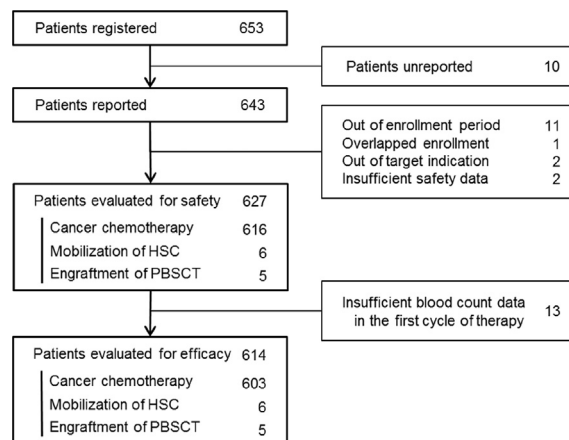 Patients registered 653
Patients unreported 10
Patients reported 643
Out of enrollment period 11
Overlapped enrollment 1
Out of target indication 2
Insufficient safety data 2
Patients evaluated for safety 627
Cancer chemotherapy 616
Mobilization of HSC 6
Engraftment of PBSCT 5
Insufficient blood count data
in the first cycle of therapy 13
Patients evaluated for efficacy 614
Cancer chemotherapy 603
Mobilization of HSC 6
Engraftment of PBSCT 5